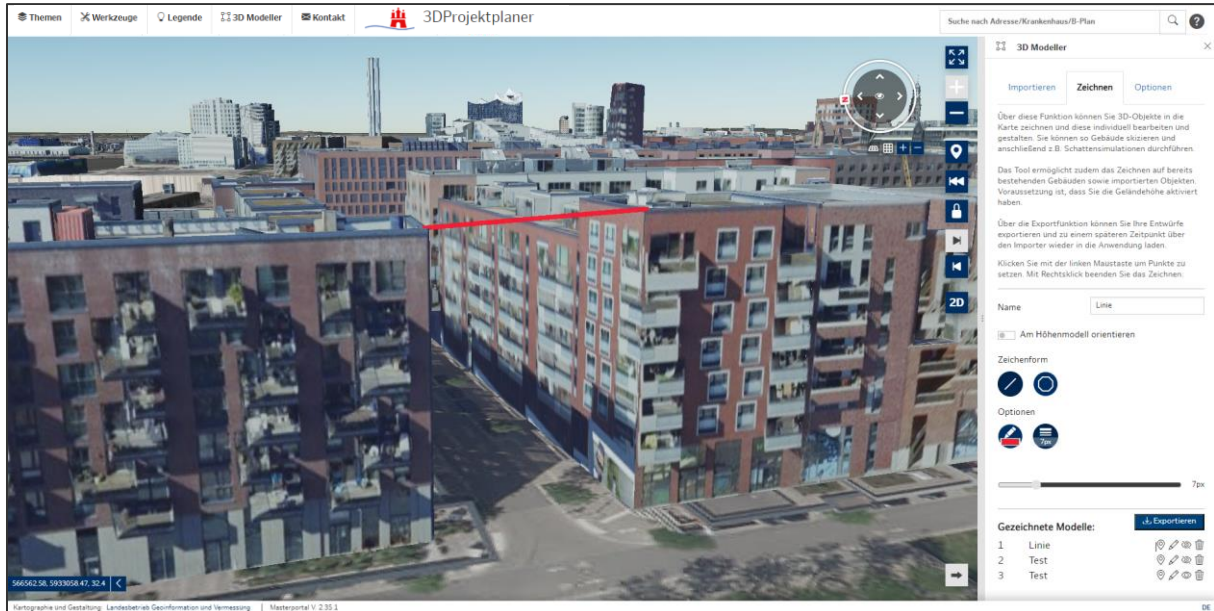 Themen Werkzeuge Legende 3D Modeller Kontakt 3DProjektplaner Suche nach Adresse/Krankenhaus/B-Plan
3D Modeller
Importieren Zeichnen Optionen
Über diese Funktion können Sie 3D-Objekte in die
Karte zeichnen und diese individuell bearbeiten und
gestalten. Sie können so Gebäude skizieren und
anschließend z.B. Schattensimulationen durchführen.
Das Tool ermöglicht zudem das Zeichnen auf bereits
bestehenden Gebäuden sowie importierten Objekten.
Voraussetzung ist, dass Sie die Geländehöhe aktiviert
haben.
Über die Exportfunktion können Sie Ihre Entwürfe
exportieren und zu einem späteren Zeitpunkt über
den Importer wieder in die Anwendung laden.
Klicken Sie mit der linken Maustaste um Punkte zu
setzen. Mit Rechtsklick beenden Sie das Zeichnen.
2D
Name Linie
Am Höhenmodell orientieren
Zeichenform
Optionen
7px
7px
Gezeichnete Modelle: Exportieren
1 Linie
2 Test
3 Test
566562.58, 5933058.47, 32.4
Kartographie und Gestaltung: Landesbetrieb Geoinformation und Vermessung | Masterportal V. 2.35.1 DE